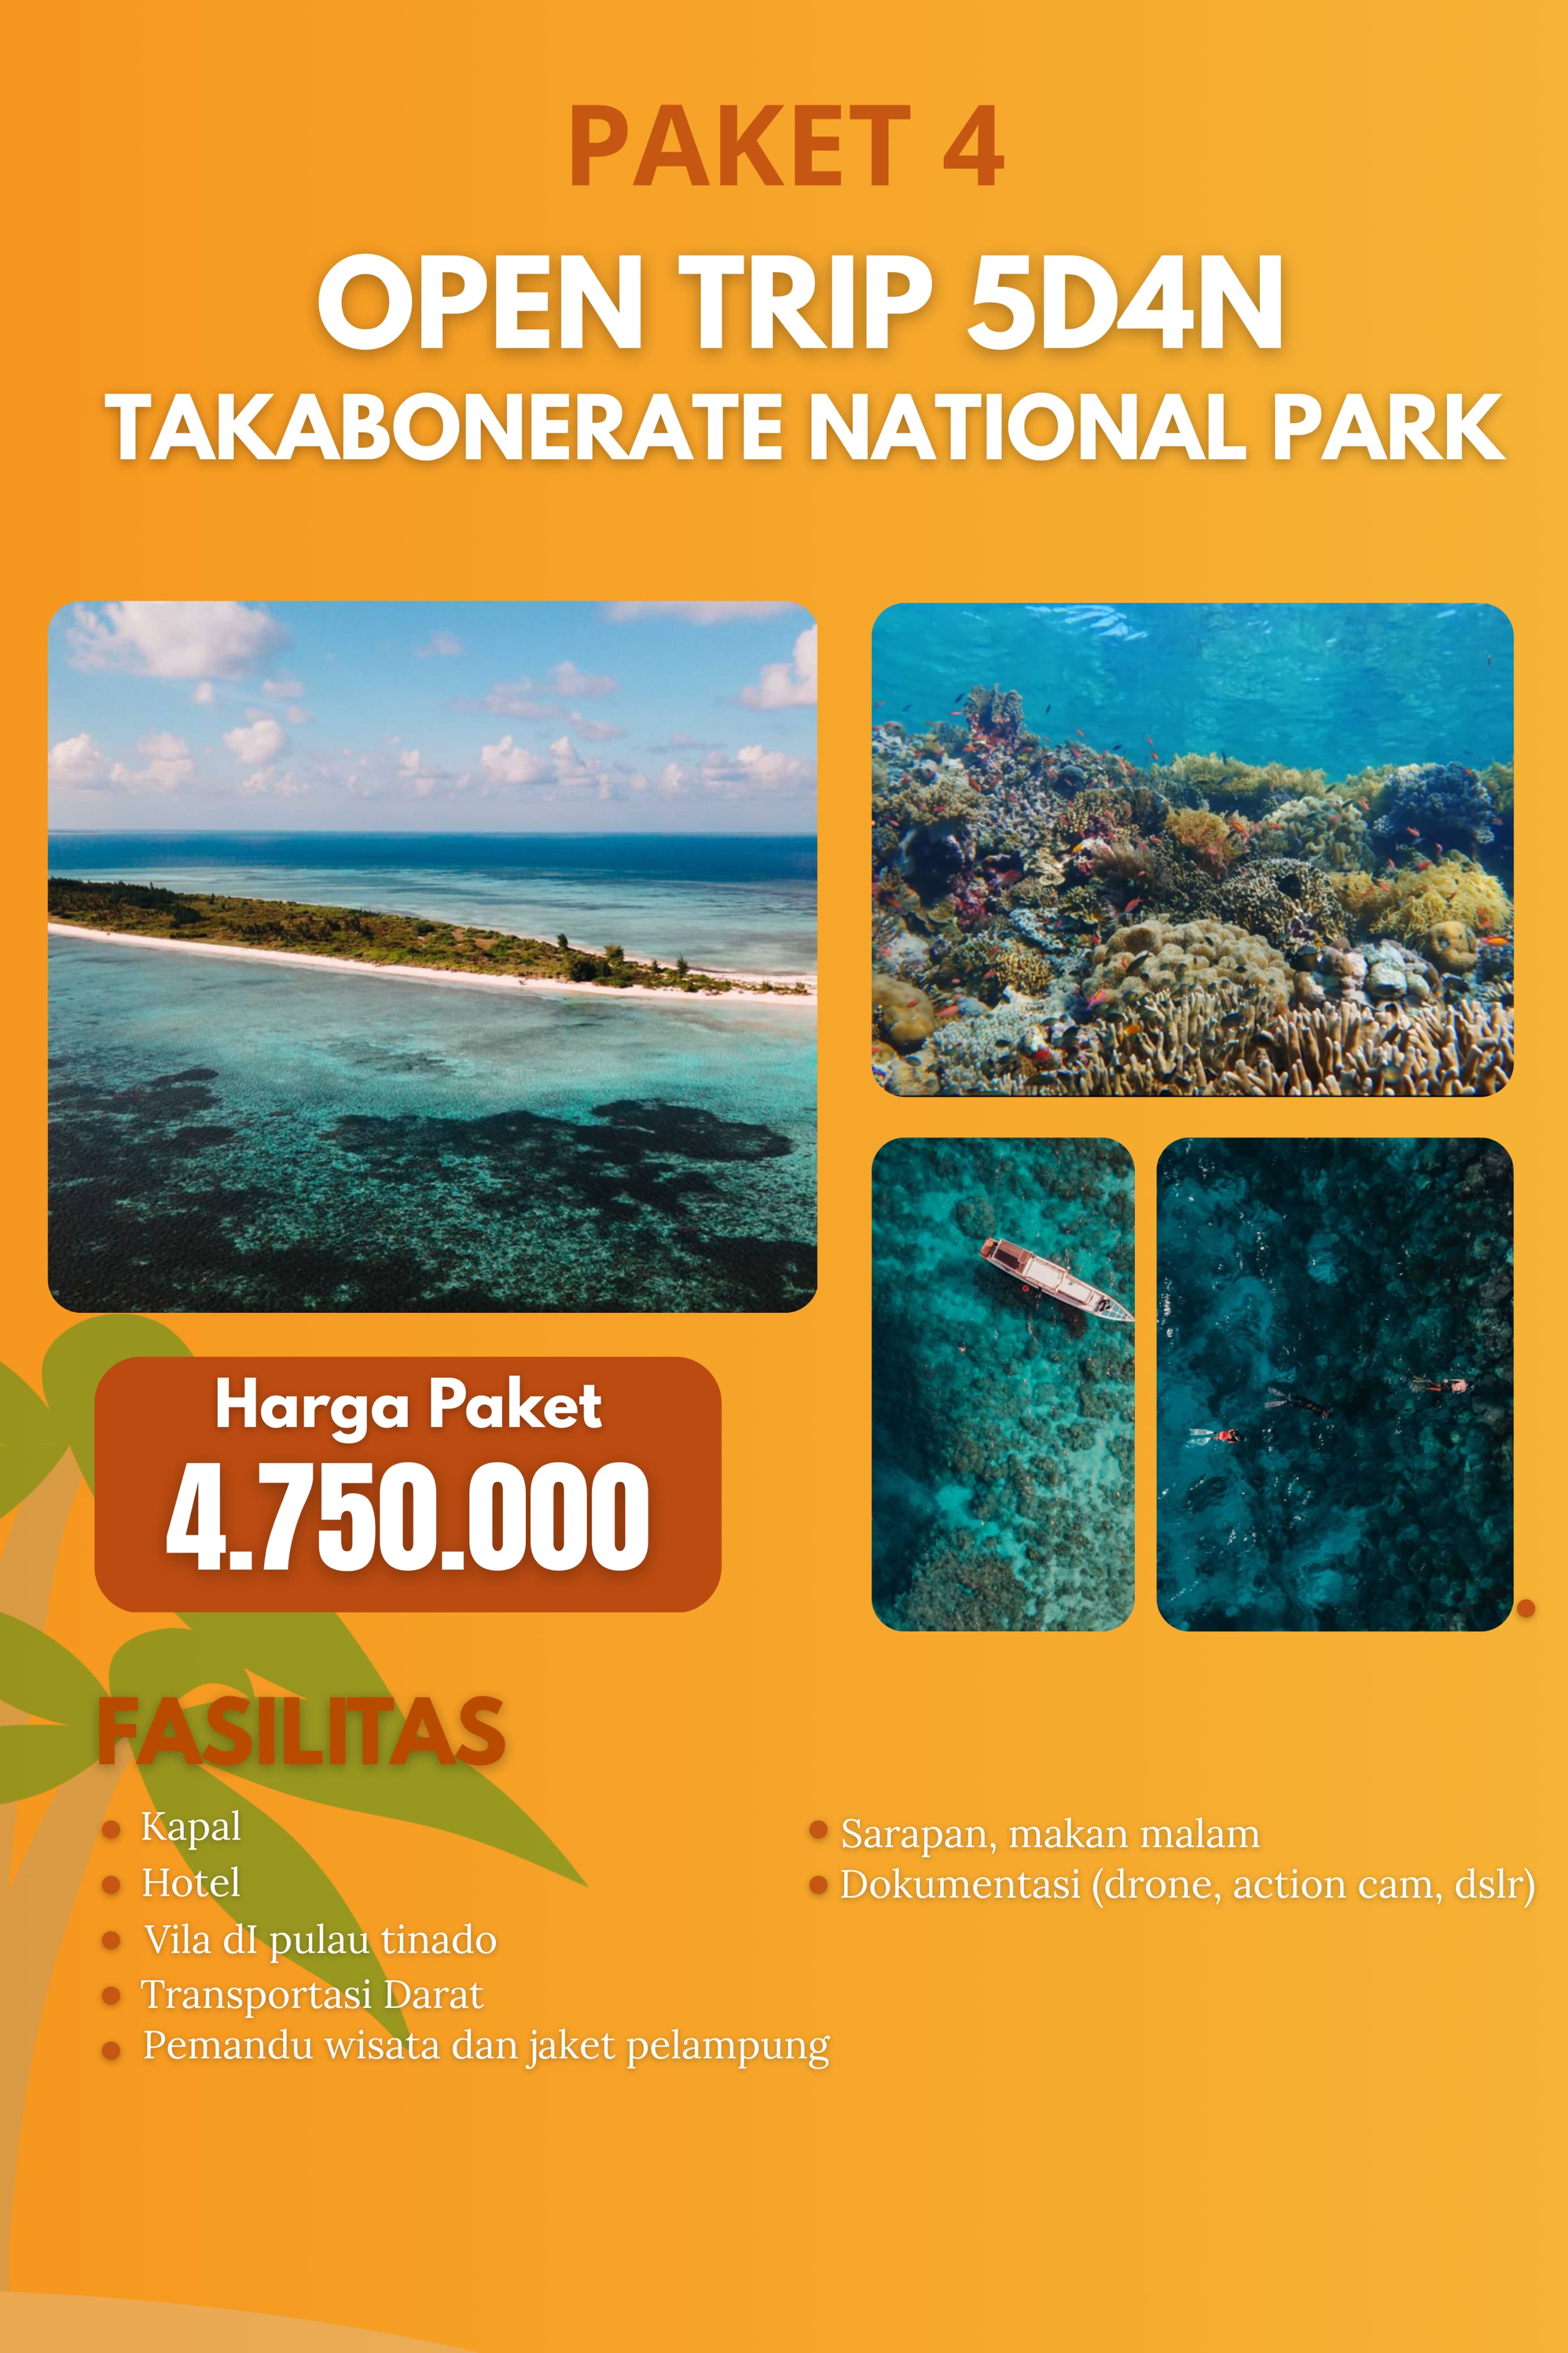 PAKET 4
OPEN TRIP 5D4N
TAKABONERATE NATIONAL PARK
Harga Paket
4.750.000
FASILITAS
Kapal
Hotel
Vila dI pulau tinado
Transportasi Darat
Pemandu wisata dan jaket pelampung
Sarapan, makan malam
Dokumentasi (drone, action cam, dslr)